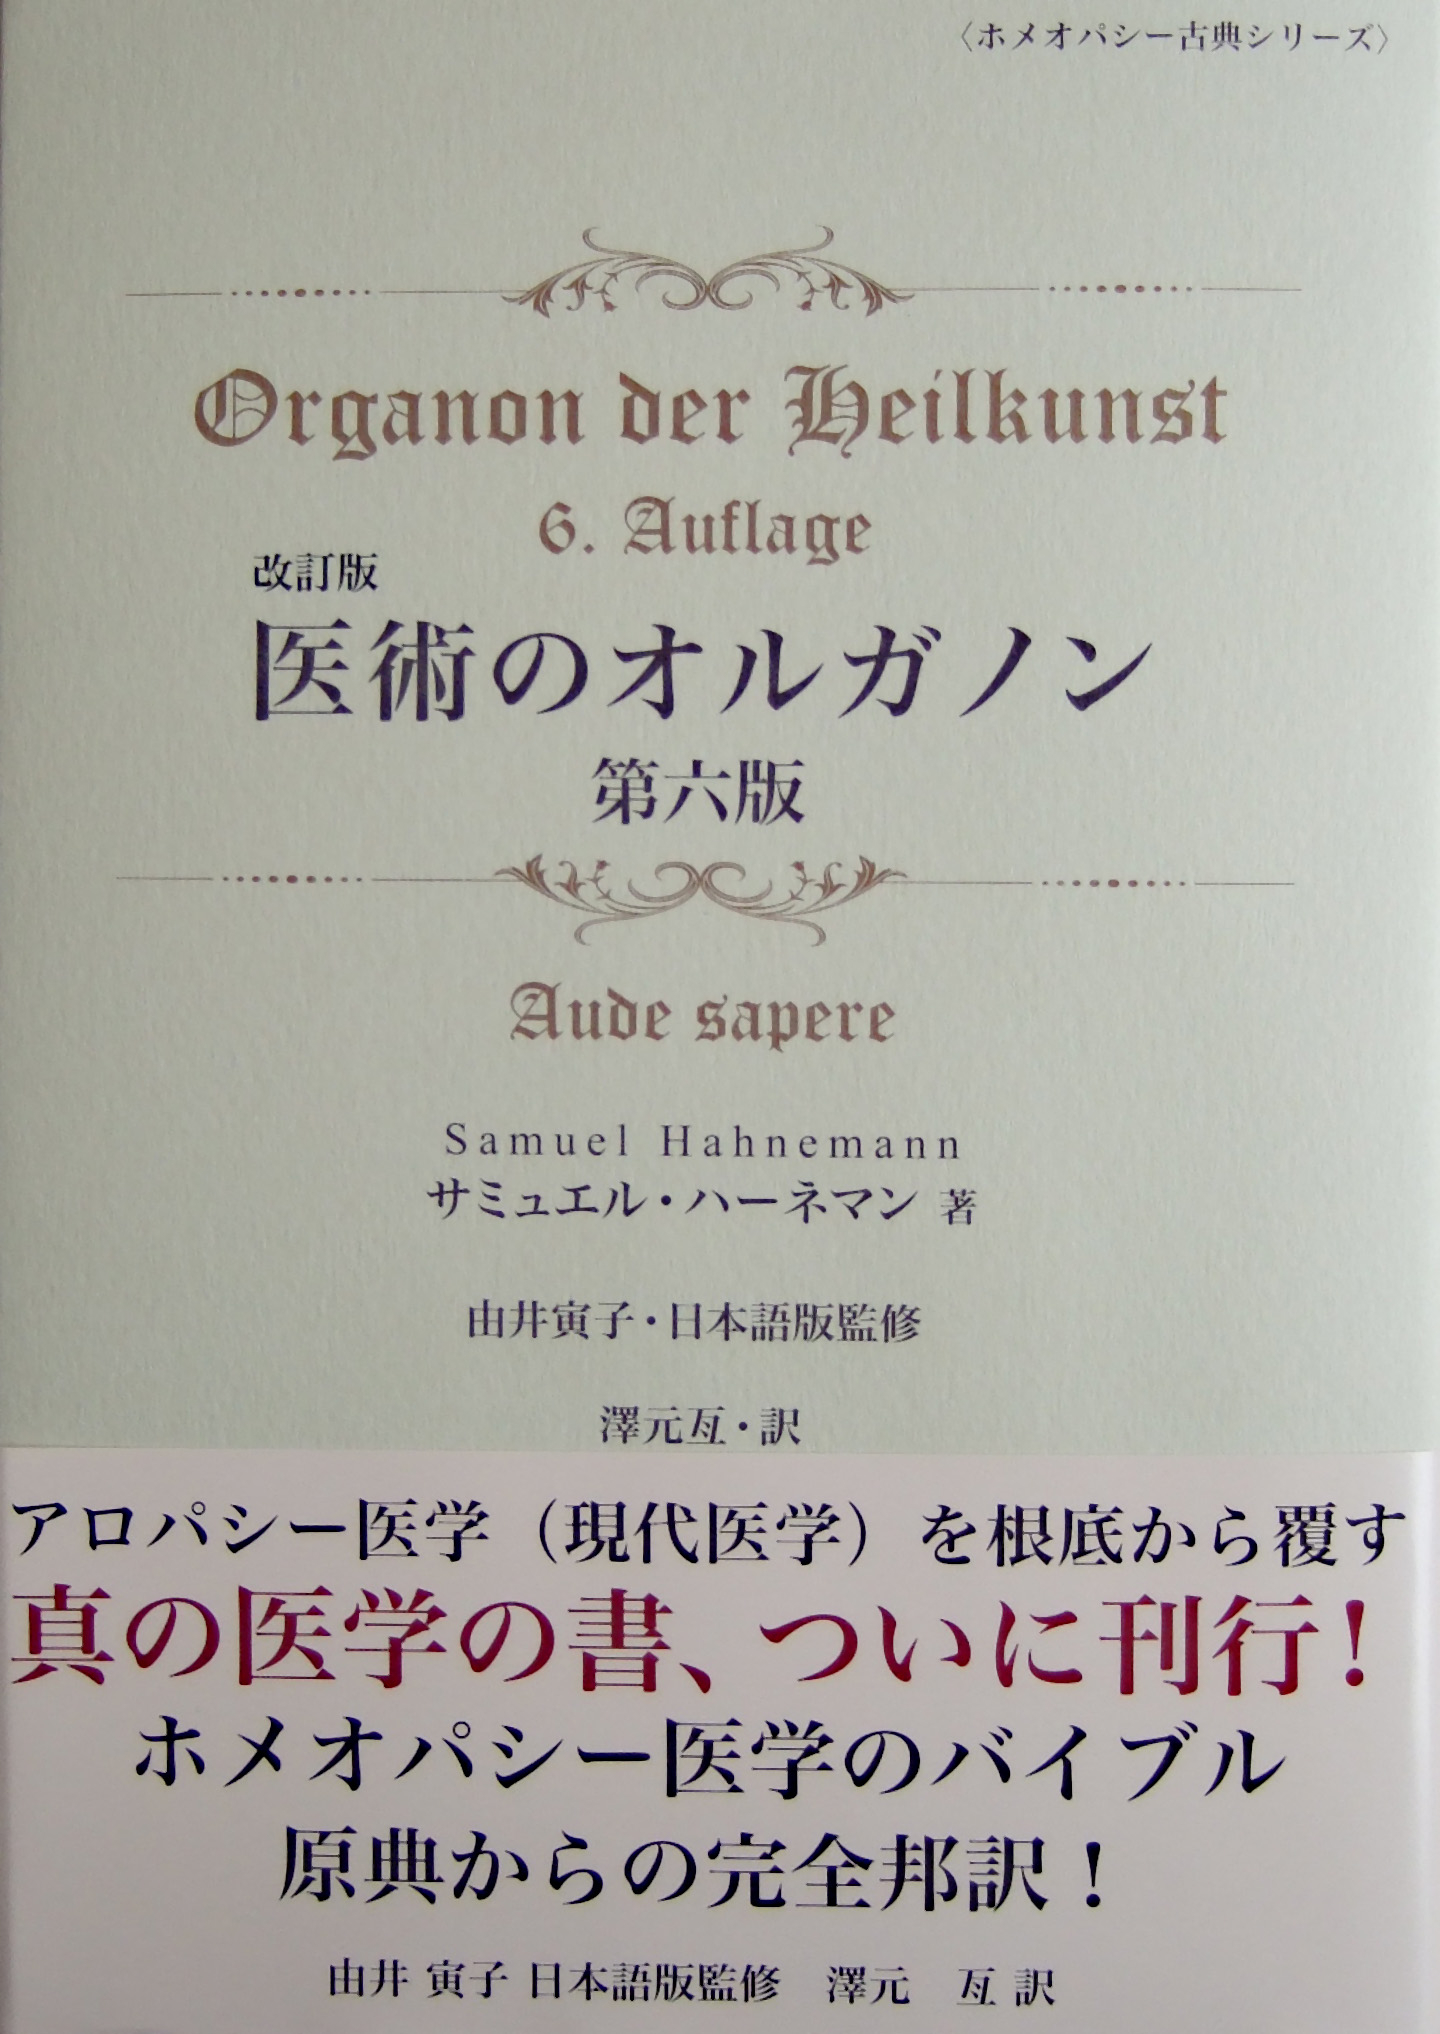 〈ホメオパシー古典シリーズ〉
Organon der Heilkunst
6. Auflage
改訂版
医術のオルガノン
第六版
Aude sapere
Samuel Hahnemann
サミュエル・ハーネマン 著
由井寅子・日本語版監修
澤元亙・訳
アロパシー医学（現代医学）を根底から覆す
真の医学の書、ついに刊行！
ホメオパシー医学のバイブル
原典からの完全邦訳！
由井 寅子 日本語版監修　澤元　亙 訳